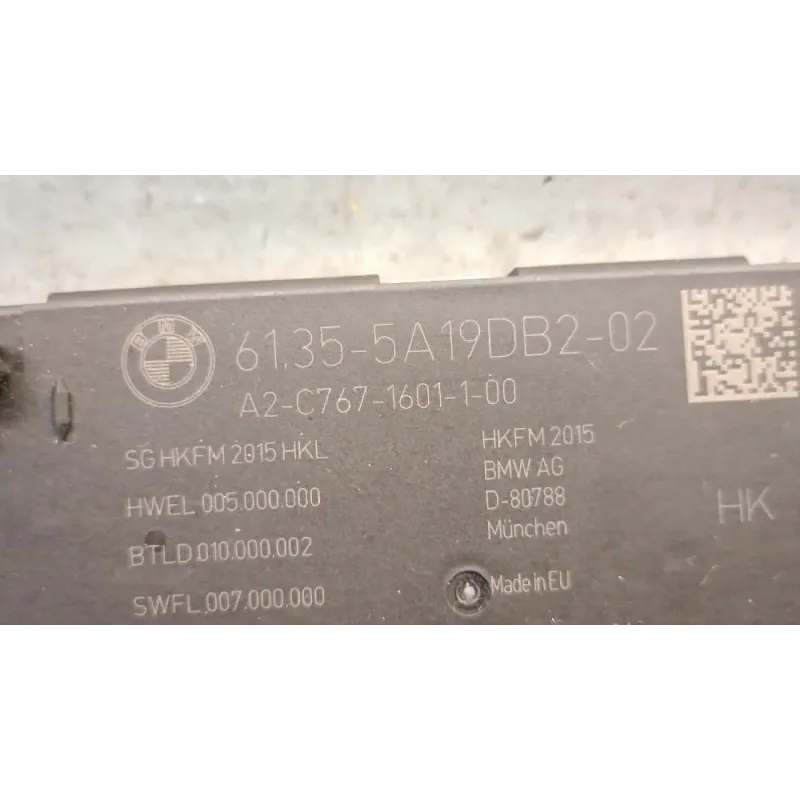 BMW
61.35-5A19DB2-02
A2-C767-1601-1-00
SG HKFM 2015 HKL
HWEL 005.000.000
BTLD 010.000.002
SWFL 007.000.000
HKFM 2015
BMW AG
D-80788
München
Made in EU
HK